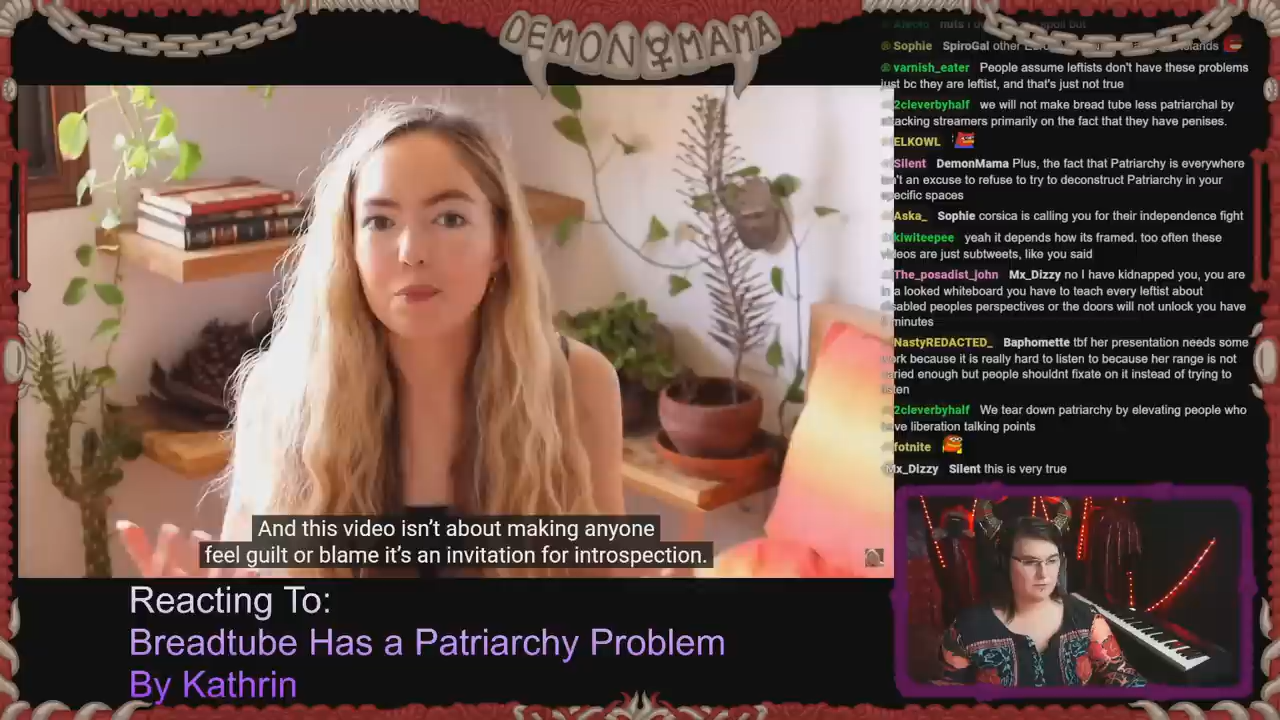 DEMON MAMA
Sophie SpiroGal other
varnish_eater People assume leftists don't have these problems
just bc they are leftist, and that's just not true
2cleverbyhalf we will not make bread tube less patriarchal by
attacking streamers primarily on the fact that they have penises.
ELKOWL
Silent DemonMama Plus, the fact that Patriarchy is everywhere
isn't an excuse to refuse to try to deconstruct Patriarchy in your
specific spaces
Aska_ Sophie corsica is calling you for their independence fight
kiwiteepee yeah it depends how its framed. too often these
videos are just subtweets, like you said
The_posadist_john Mx_Dizzy no I have kidnapped you, you are
in a looked whiteboard you have to teach every leftist about
disabled peoples perspectives or the doors will not unlock you have
minutes
NastyREDACTED_ Baphomette tbf her presentation needs some
work because it is really hard to listen to because her range is not
varied enough but people shouldnt fixate on it instead of trying to
listen
2cleverbyhalf We tear down patriarchy by elevating people who
have liberation talking points
fotnite
Mx_Dizzy Silent this is very true
And this video isn't about making anyone
feel guilt or blame it's an invitation for introspection.
Reacting To:
Breadtube Has a Patriarchy Problem
By Kathrin